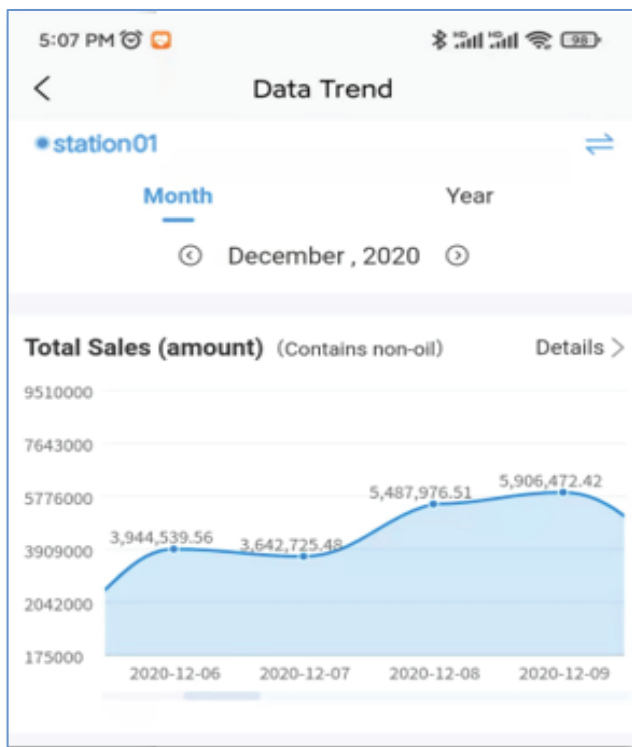 5:07 PM 98
Data Trend
station01
Month Year
December , 2020
Total Sales (amount) (Contains non-oil) Details
9510000
7643000
5776000
3909000
2042000
175000
3,944,539.56 3,642,725.48 5,487,976.51 5,906,472.42
2020-12-06 2020-12-07 2020-12-08 2020-12-09